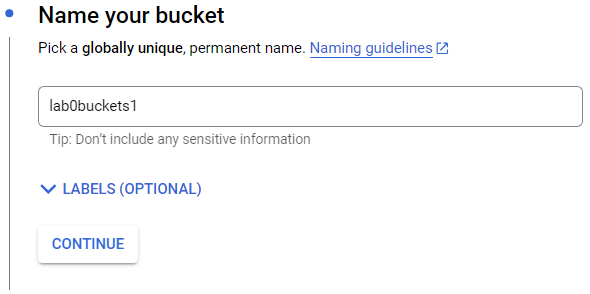 Name your bucket
Pick a globally unique, permanent name. Naming guidelines
lab0buckets1
Tip: Don't include any sensitive information
LABELS (OPTIONAL)
CONTINUE